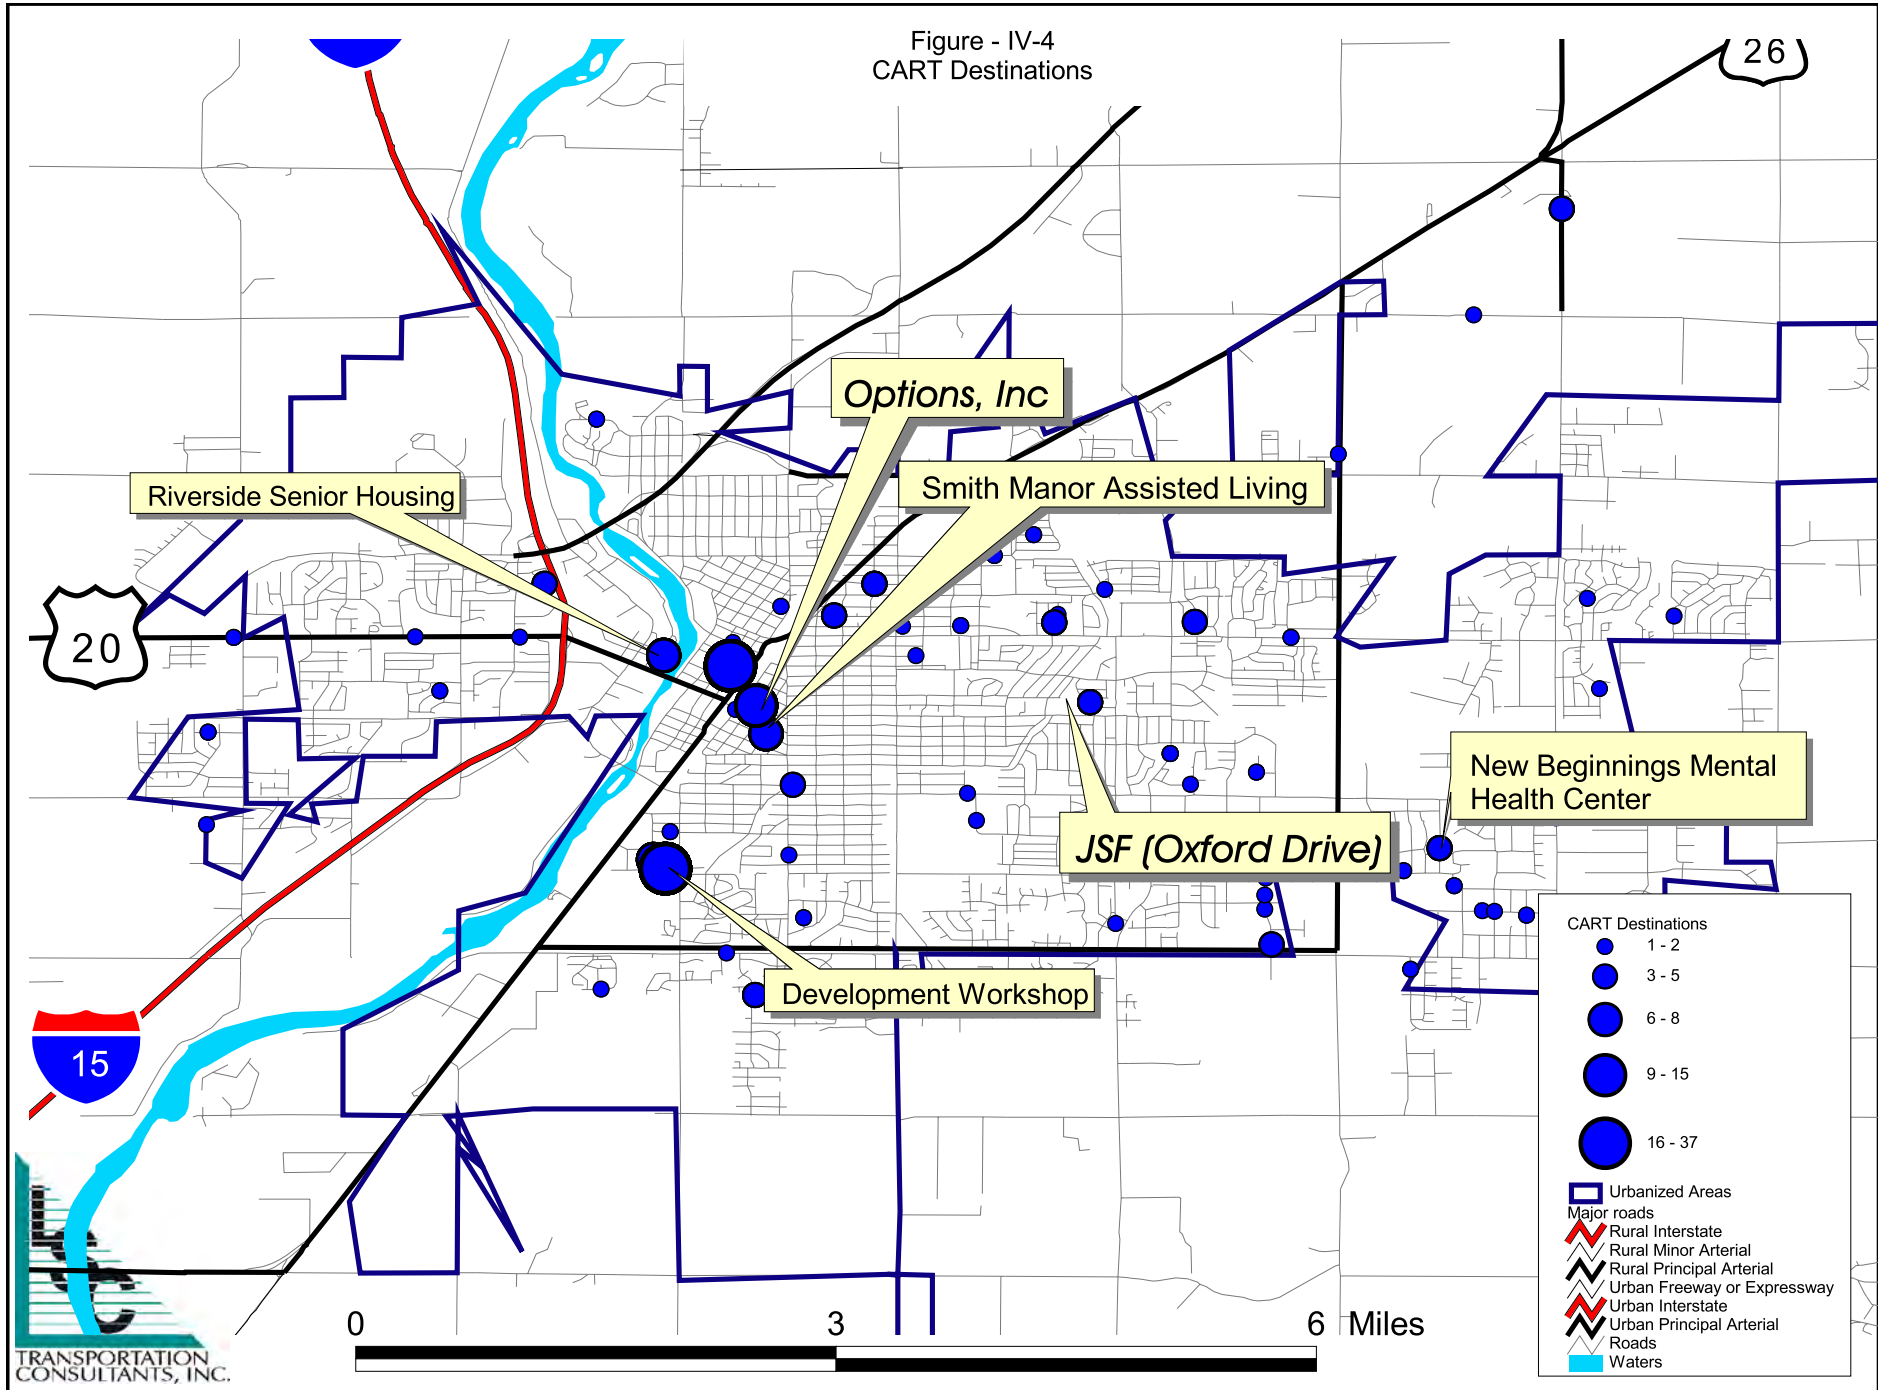 Figure - IV-4
CART Destinations
26
Options, Inc
Smith Manor Assisted Living
Riverside Senior Housing
20
New Beginnings Mental
Health Center
JSF (Oxford Drive)
Development Workshop
15
CART Destinations
1 - 2
3 - 5
6 - 8
9 - 15
16 - 37
Urbanized Areas
Major roads
Rural Interstate
Rural Minor Arterial
Rural Principal Arterial
Urban Freeway or Expressway
Urban Interstate
Urban Principal Arterial
Roads
Waters
0 3 6 Miles
LSC
TRANSPORTATION
CONSULTANTS, INC.